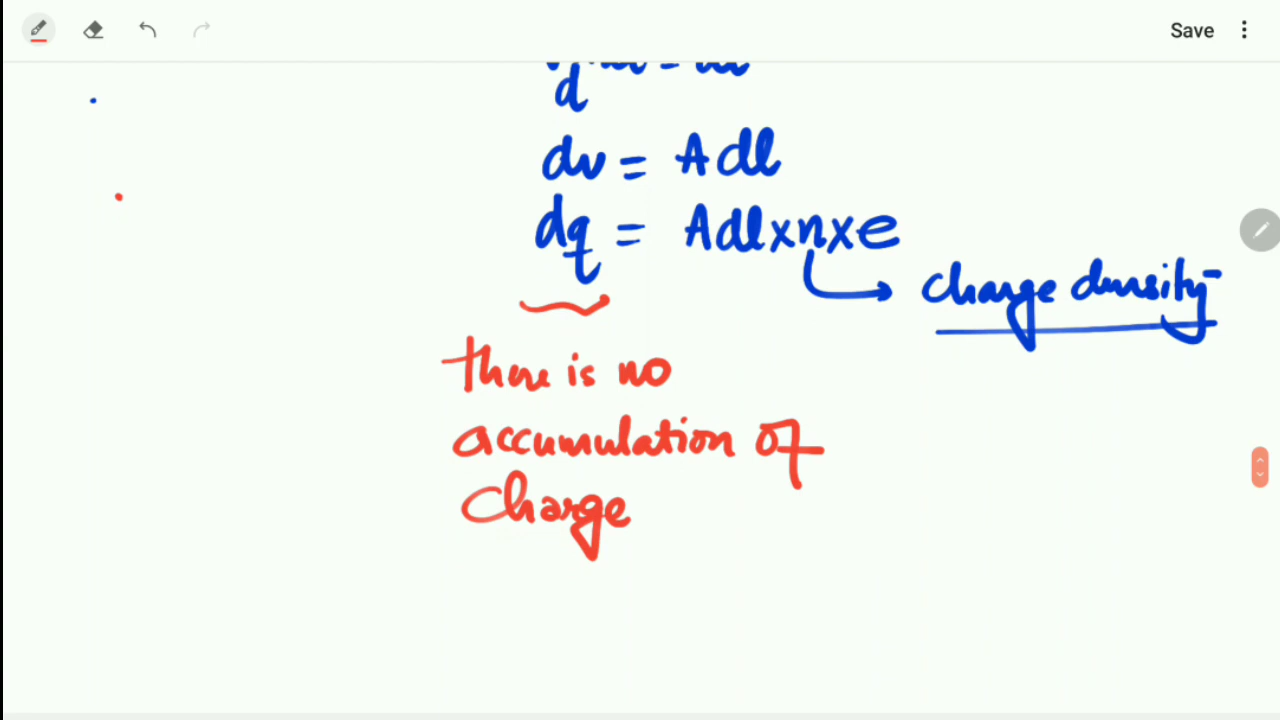 Save
d
dv = Adl
dq = Adl×n×e
charge density
there is no
accumulation of
Charge